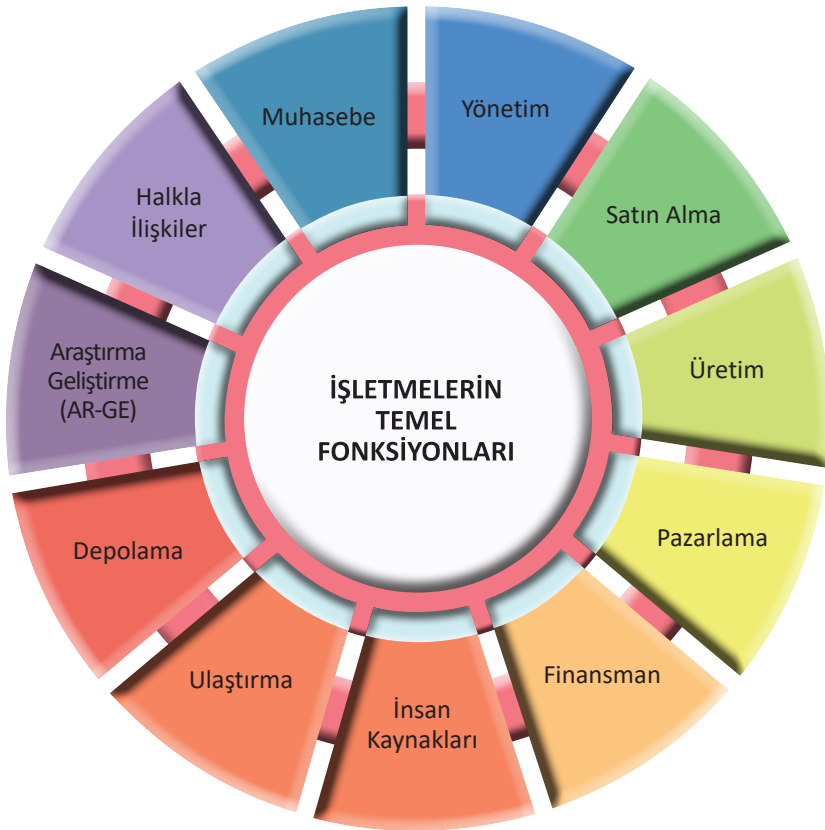 İŞLETMELERİN
TEMEL
FONKSİYONLARI
Yönetim
Satın Alma
Üretim
Pazarlama
Finansman
İnsan
Kaynakları
Ulaştırma
Depolama
Araştırma
Geliştirme
(AR-GE)
Halkla
İlişkiler
Muhasebe